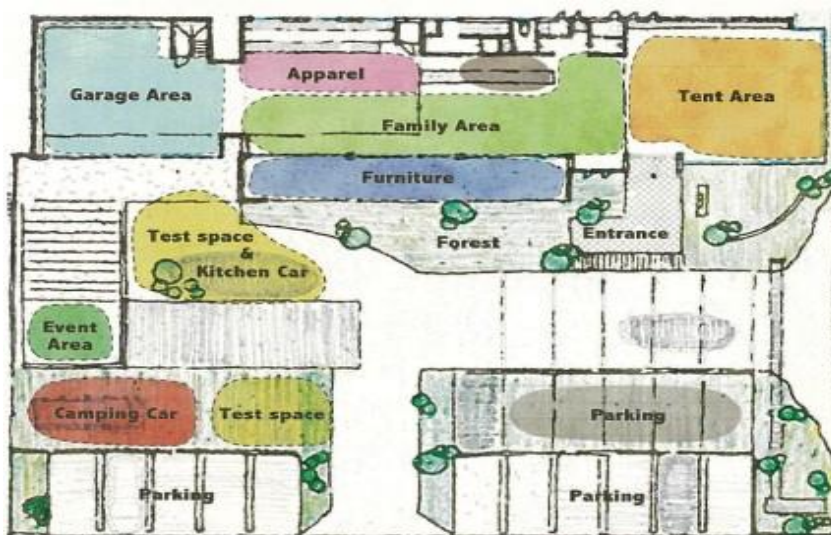 Garage Area
Apparel
Tent Area
Family Area
Furniture
Test space
&
Kitchen Car
Forest
Entrance
Event
Area
Camping Car
Test space
Parking
Parking
Parking